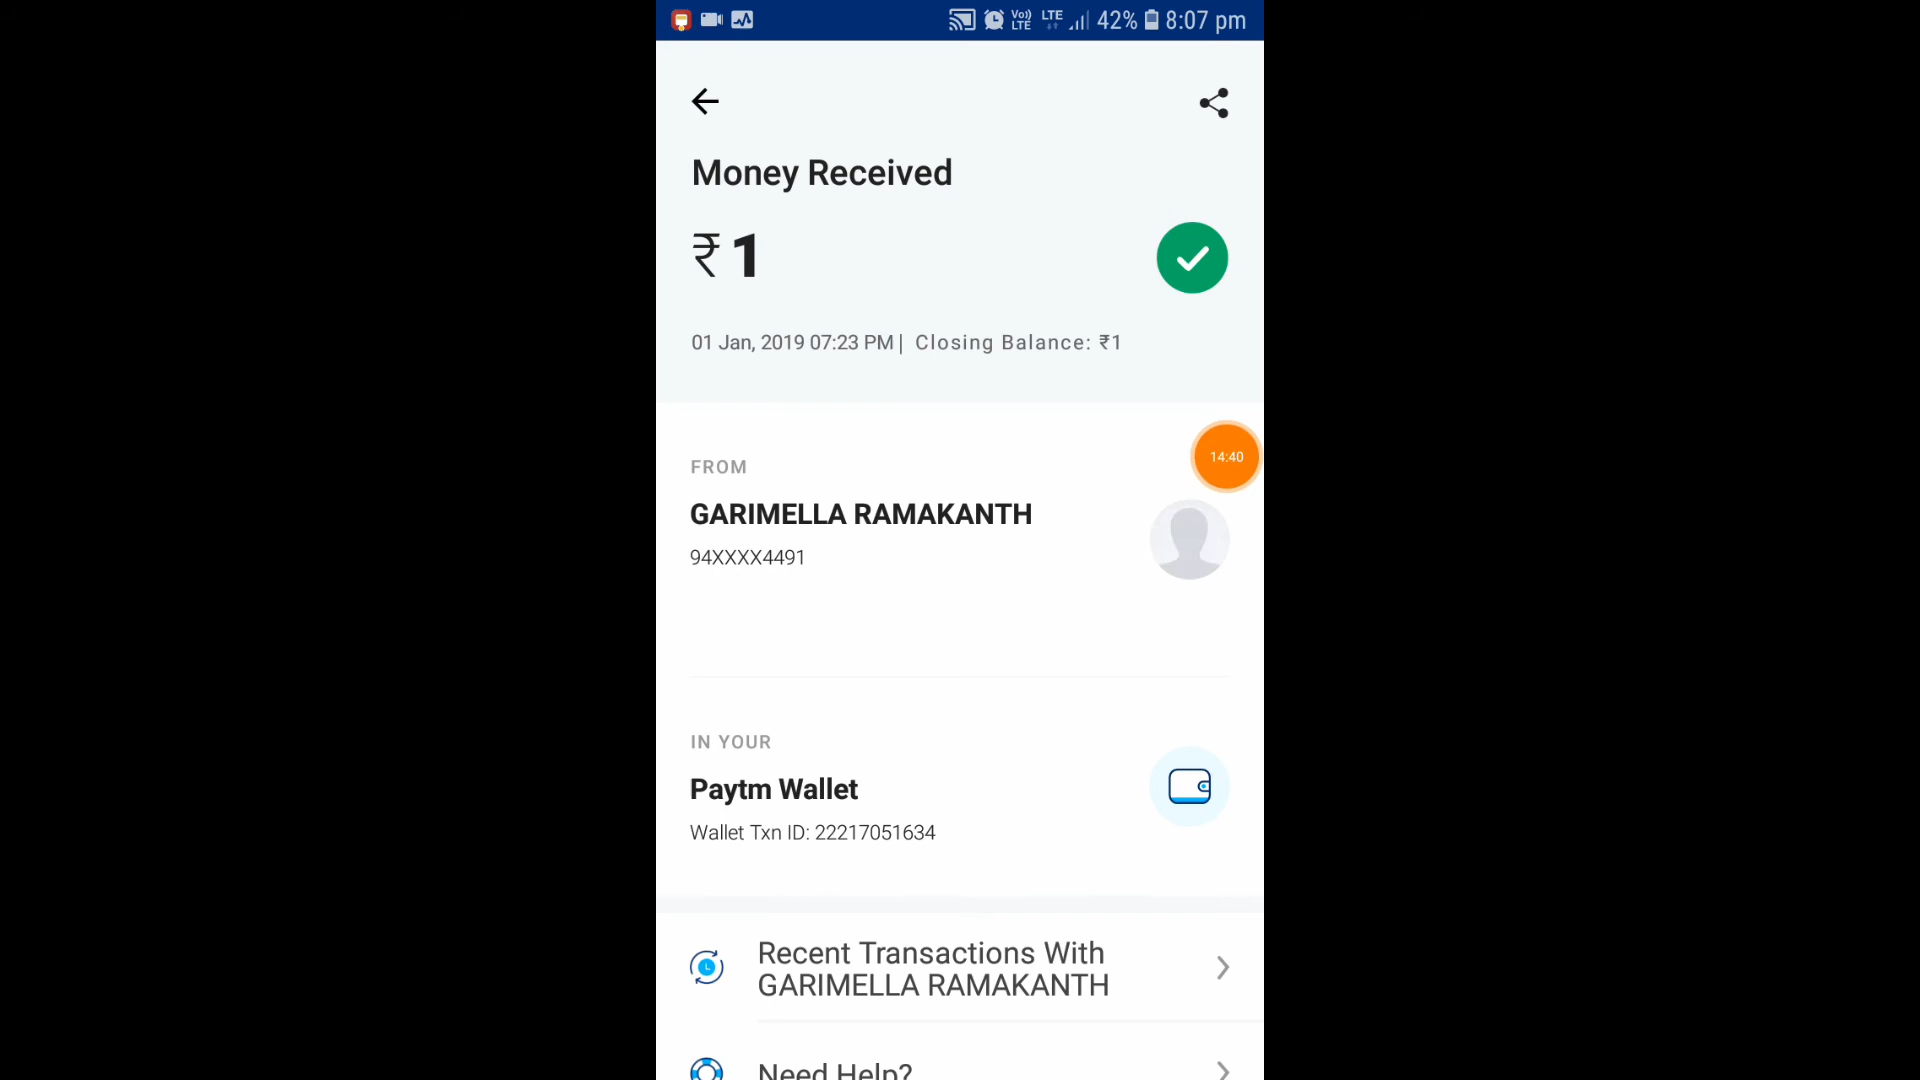 Vo)) LTE LTE 42% 8:07 pm
Money Received
₹1
01 Jan, 2019 07:23 PM | Closing Balance: ₹1
14:40
FROM
GARIMELLA RAMAKANTH
94XXXX4491
IN YOUR
Paytm Wallet
Wallet Txn ID: 22217051634
Recent Transactions With
GARIMELLA RAMAKANTH
Need Help?